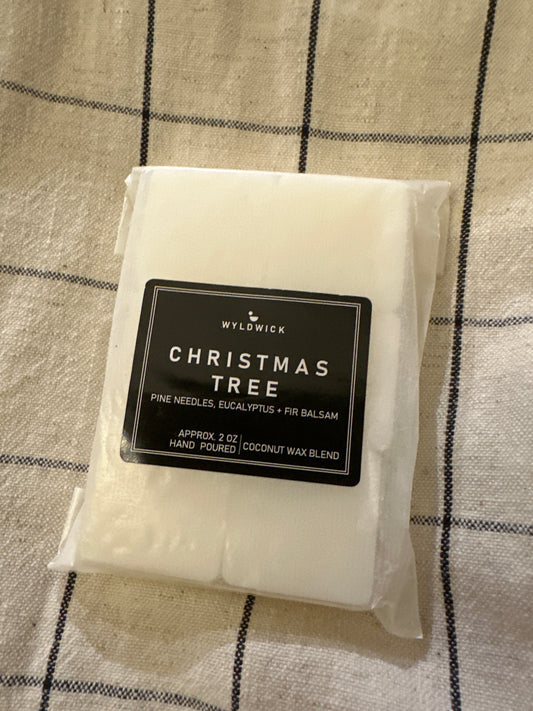 WYLDWICK
CHRISTMAS
TREE
PINE NEEDLES, EUCALYPTUS + FIR BALSAM
APPROX. 2 OZ
HAND POURED
COCONUT WAX BLEND